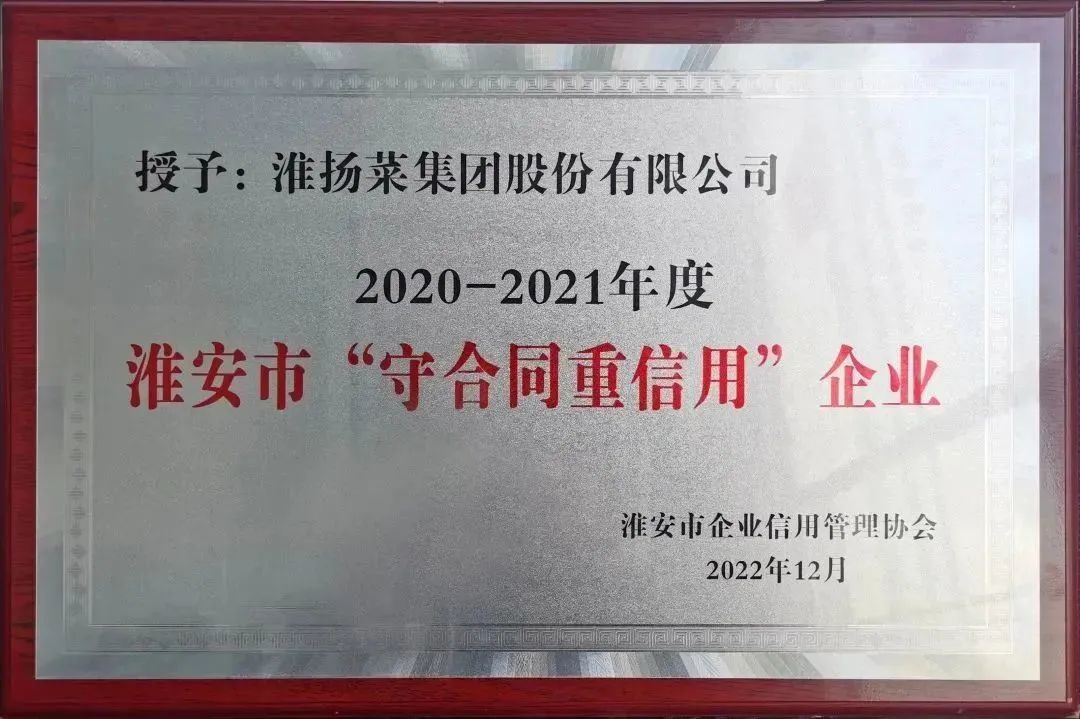 授予：淮扬菜集团股份有限公司
2020-2021年度
淮安市“守合同重信用”企业
淮安市企业信用管理协会
2022年12月